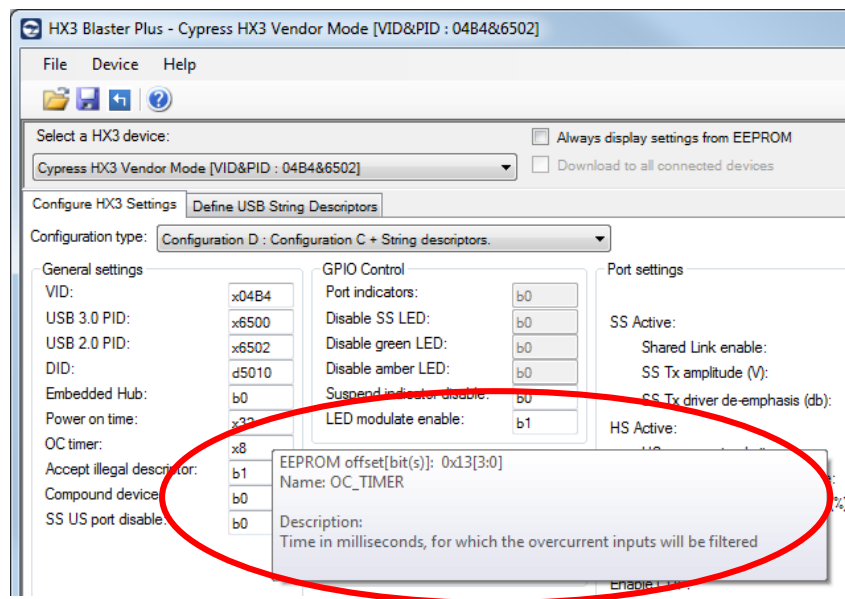 HX3 Blaster Plus - Cypress HX3 Vendor Mode [VID&PID : 04B4&6502]
File Device Help
Select a HX3 device:
Always display settings from EEPROM
Cypress HX3 Vendor Mode [VID&PID : 04B4&6502]
Download to all connected devices
Configure HX3 Settings
Define USB String Descriptors
Configuration type:
Configuration D : Configuration C + String descriptors.
General settings
VID: x04B4
USB 3.0 PID: x6500
USB 2.0 PID: x6502
DID: d5010
Embedded Hub: b0
Power on time: x32
OC timer: x8
Accept illegal descriptor: b1
Compound device b0
SS US port disable: b0
GPIO Control
Port indicators: b0
Disable SS LED: b0
Disable green LED: b0
Disable amber LED: b0
Suspend indicator disable: b0
LED modulate enable: b1
Port settings
SS Active:
Shared Link enable:
SS Tx amplitude (V):
SS Tx driver de-emphasis (db):
HS Active:
EEPROM offset[bit(s)]: 0x13[3:0]
Name: OC_TIMER
Description:
Time in milliseconds, for which the overcurrent inputs will be filtered